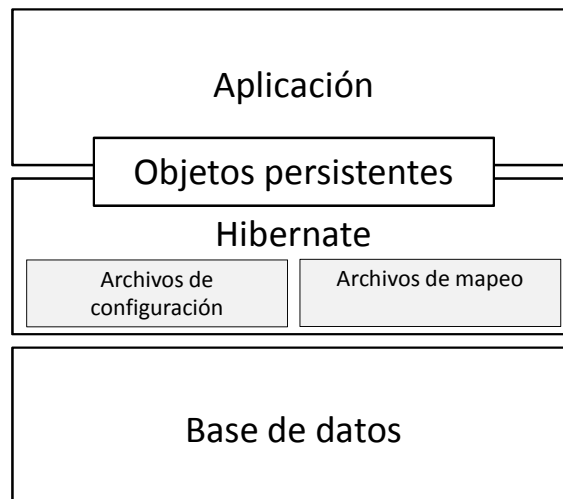 Aplicación
Objetos persistentes
Hibernate
Archivos de
configuración
Archivos de mapeo
Base de datos